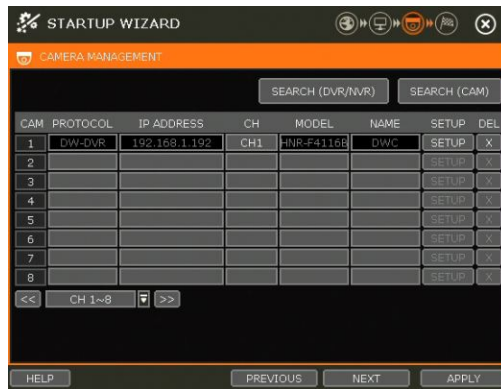 STARTUP WIZARD
CAMERA MANAGEMENT
SEARCH (DVR/NVR) SEARCH (CAM)
CAM PROTOCOL IP ADDRESS CH MODEL NAME SETUP DEL
1 DW-DVR 192.168.1.192 CH1 HNR-F4116B DWC SETUP X
2 SETUP X
3 SETUP X
4 SETUP X
5 SETUP X
6 SETUP X
7 SETUP X
8 SETUP X
<< CH 1~8 >>
HELP PREVIOUS NEXT APPLY